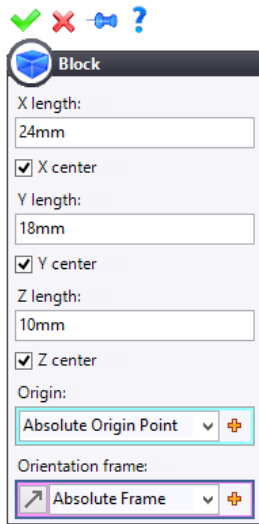 ?
Block
X length:
24mm
X center
Y length:
18mm
Y center
Z length:
10mm
Z center
Origin:
Absolute Origin Point
Orientation frame:
Absolute Frame